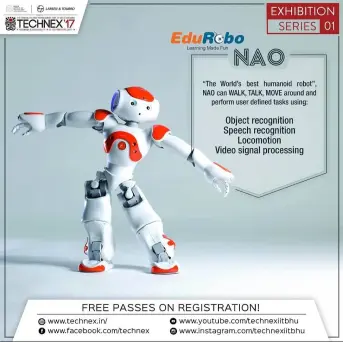 LARSEN & TOUBRO
TECHNEX'17
EXHIBITION
SERIES 01
EduRobo
Learning Made Fun
NAO
"The World's best humanoid robot",
NAO can WALK, TALK, MOVE around and
perform user defined tasks using:
Object recognition
Speech recognition
Locomotion
Video signal processing
FREE PASSES ON REGISTRATION!
www.technex.in/
www.youtube.com/technexiitbhu
www.facebook.com/technex
www.instagram.com/technexiitbhu